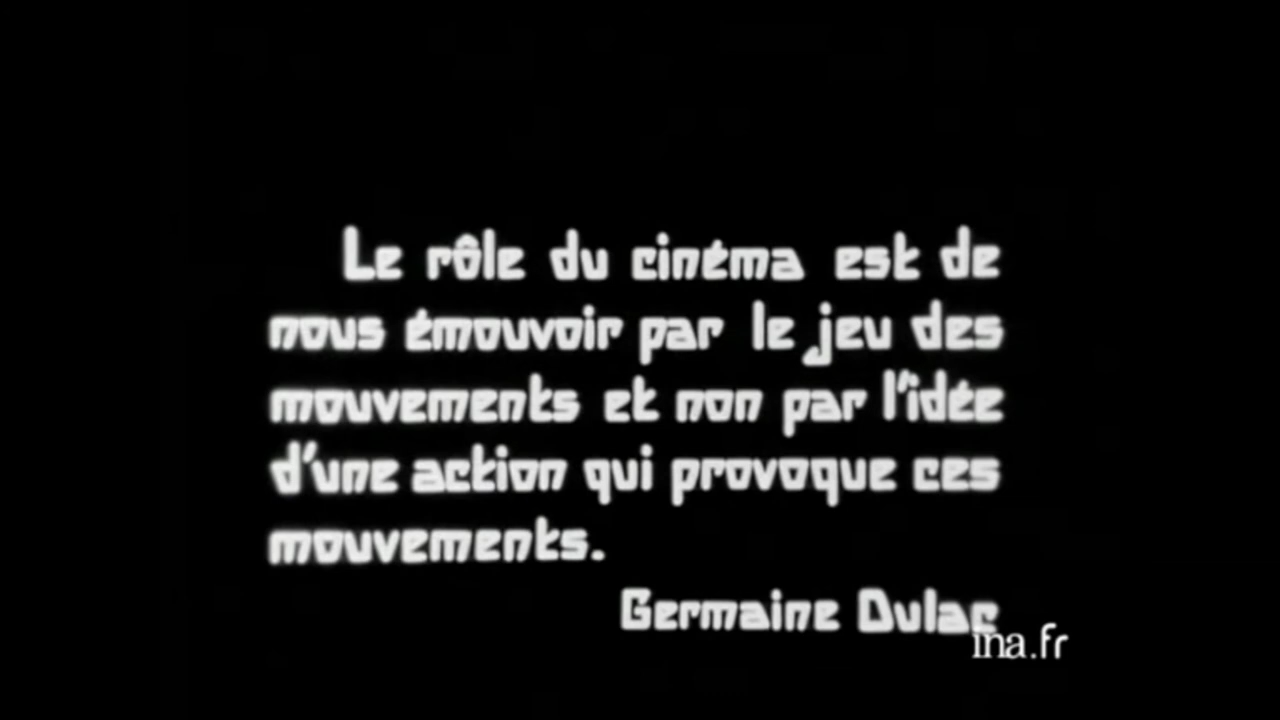 Le rôle du cinéma est de
nous émouvoir par le jeu des
mouvements et non par l'idée
d'une action qui provoque ces
mouvements.
Germaine Dulac
ina.fr